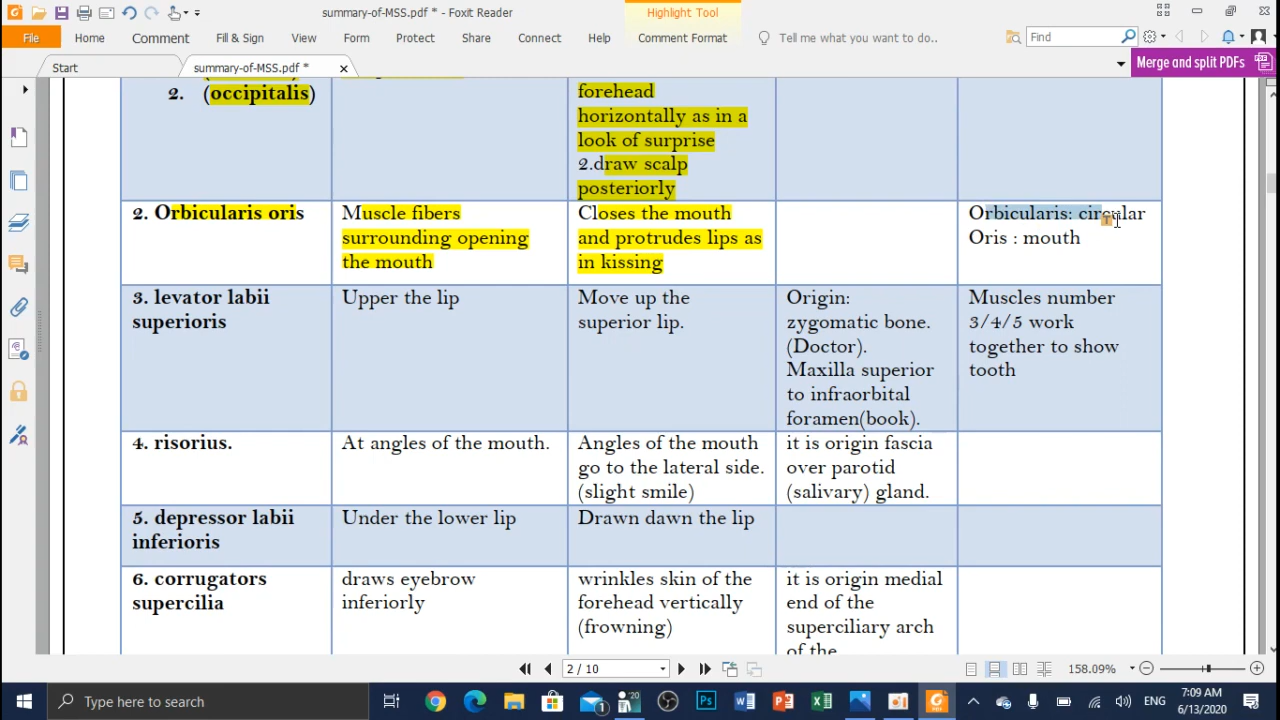 summary-of-MSS.pdf * - Foxit Reader
Highlight Tool
File
Home
Comment
Fill & Sign
View
Form
Protect
Share
Connect
Help
Comment Format
Tell me what you want to do..
Find
Start
summary-of-MSS.pdf *
Merge and split PDFs
2. (occipitalis)
forehead
horizontally as in a
look of surprise
2.draw scalp
posteriorly
2. Orbicularis oris
Muscle fibers
surrounding opening
the mouth
Closes the mouth
and protrudes lips as
in kissing
Orbicularis: circular
Oris : mouth
3. levator labii
superioris
Upper the lip
Move up the
superior lip.
Origin:
zygomatic bone.
(Doctor).
Maxilla superior
to infraorbital
foramen(book).
Muscles number
3/4/5 work
together to show
tooth
4. risorius.
At angles of the mouth.
Angles of the mouth
go to the lateral side.
(slight smile)
it is origin fascia
over parotid
(salivary) gland.
5. depressor labii
inferioris
Under the lower lip
Drawn dawn the lip
6. corrugators
supercilia
draws eyebrow
inferiorly
wrinkles skin of the
forehead vertically
(frowning)
it is origin medial
end of the
superciliary arch
of the
2 / 10
158.09%
Type here to search
ENG
7:09 AM
6/13/2020